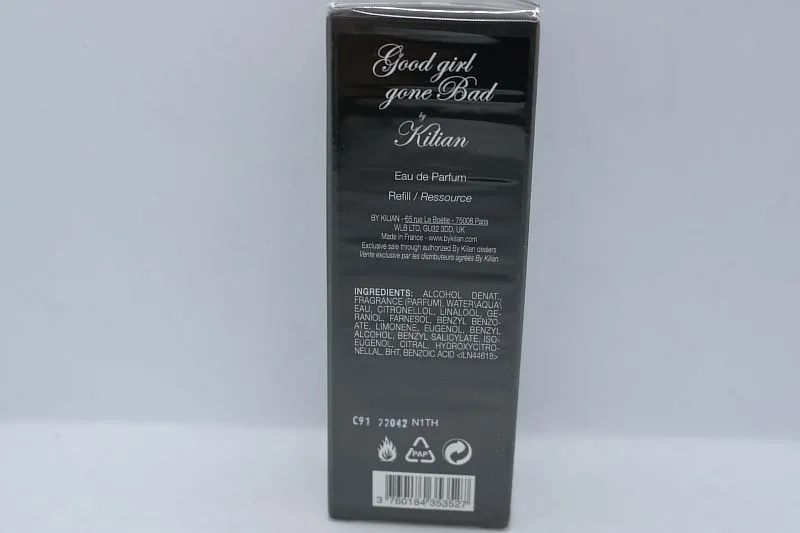 Good girl
gone Bad
by
Kilian
Eau de Parfum
Refill / Ressource
BY KILIAN - 66 rue La Boétie - 75008 Paris
WLB LTD, GU32 3DD, UK
Made in France - www.bykilian.com
Exclusive sale through authorized By Kilian dealers
Vente exclusive par les distributeurs agréés By Kilian
INGREDIENTS: ALCOHOL DENAT.,
FRAGRANCE (PARFUM), WATER\AQUA\
EAU, CITRONELLOL, LINALOOL, GE-
RANIOL, FARNESOL, BENZYL BENZO-
ATE, LIMONENE, EUGENOL, BENZYL
ALCOHOL, BENZYL SALICYLATE, ISO-
EUGENOL, CITRAL, HYDROXYCITRO-
NELLAL, BHT, BENZOIC ACID <ILN44618>
C91 22042 N1TH
PAP
3 760184 353527